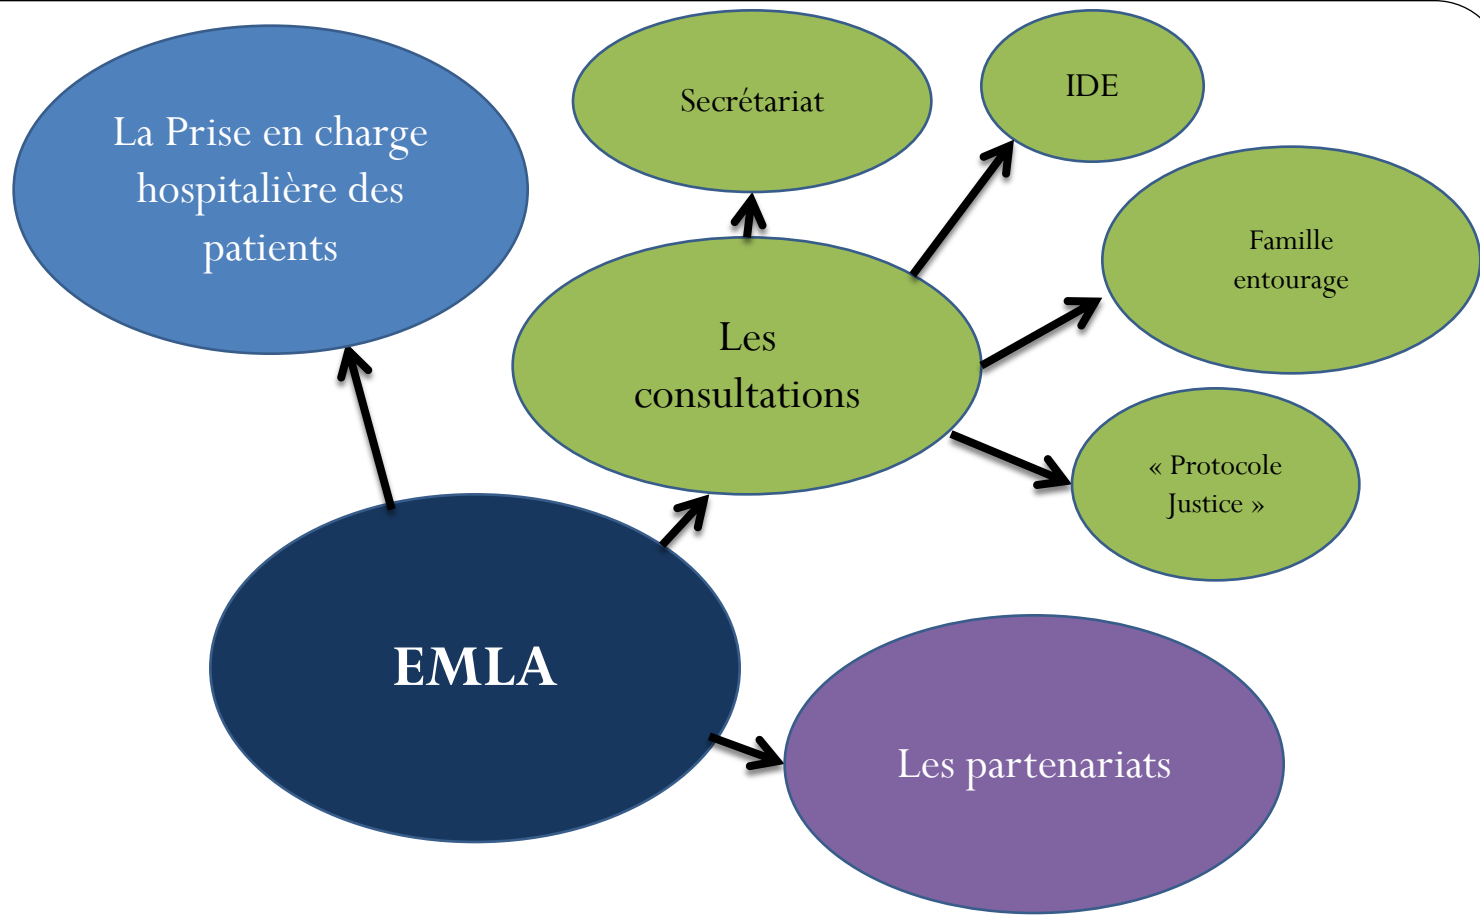 La Prise en charge
hospitalière des
patients
Secrétariat
IDE
Famille
entourage
Les
consultations
« Protocole
Justice »
EMLA
Les partenariats